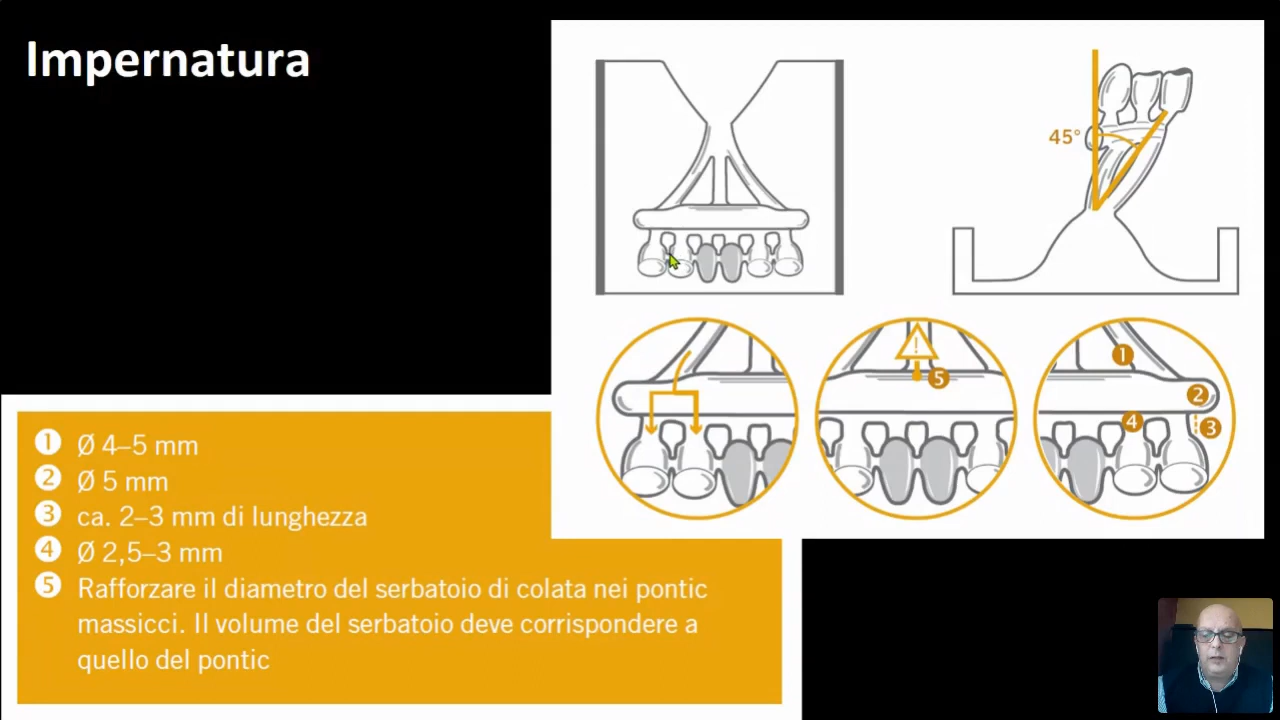 Impernatura
45°
!
5
1
2
4
3
1 Ø 4–5 mm
2 Ø 5 mm
3 ca. 2–3 mm di lunghezza
4 Ø 2,5–3 mm
5 Rafforzare il diametro del serbatoio di colata nei pontic
massicci. Il volume del serbatoio deve corrispondere a
quello del pontic